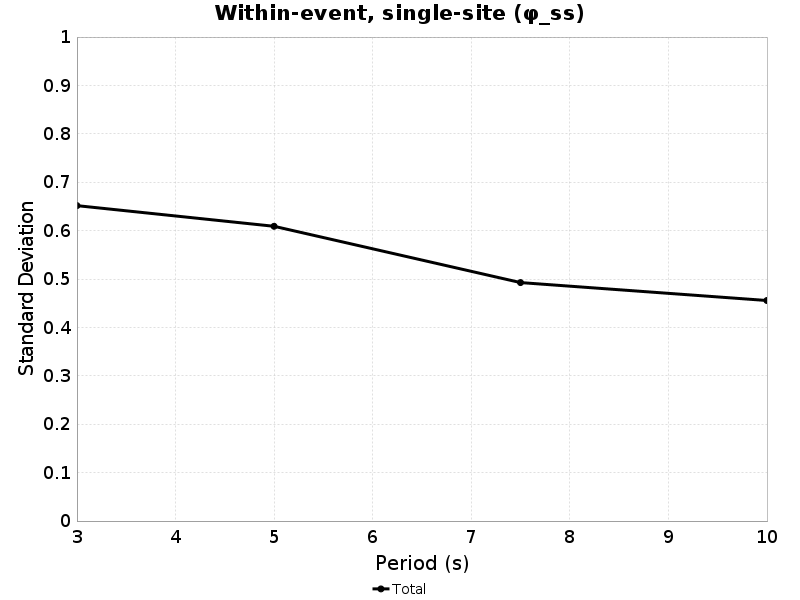 Within-event, single-site (φ_ss)
1
0.9
0.8
0.7
0.6
0.5
0.4
0.3
0.2
0.1
0
Standard Deviation
3 4 5 6 7 8 9 10
Period (s)
Total